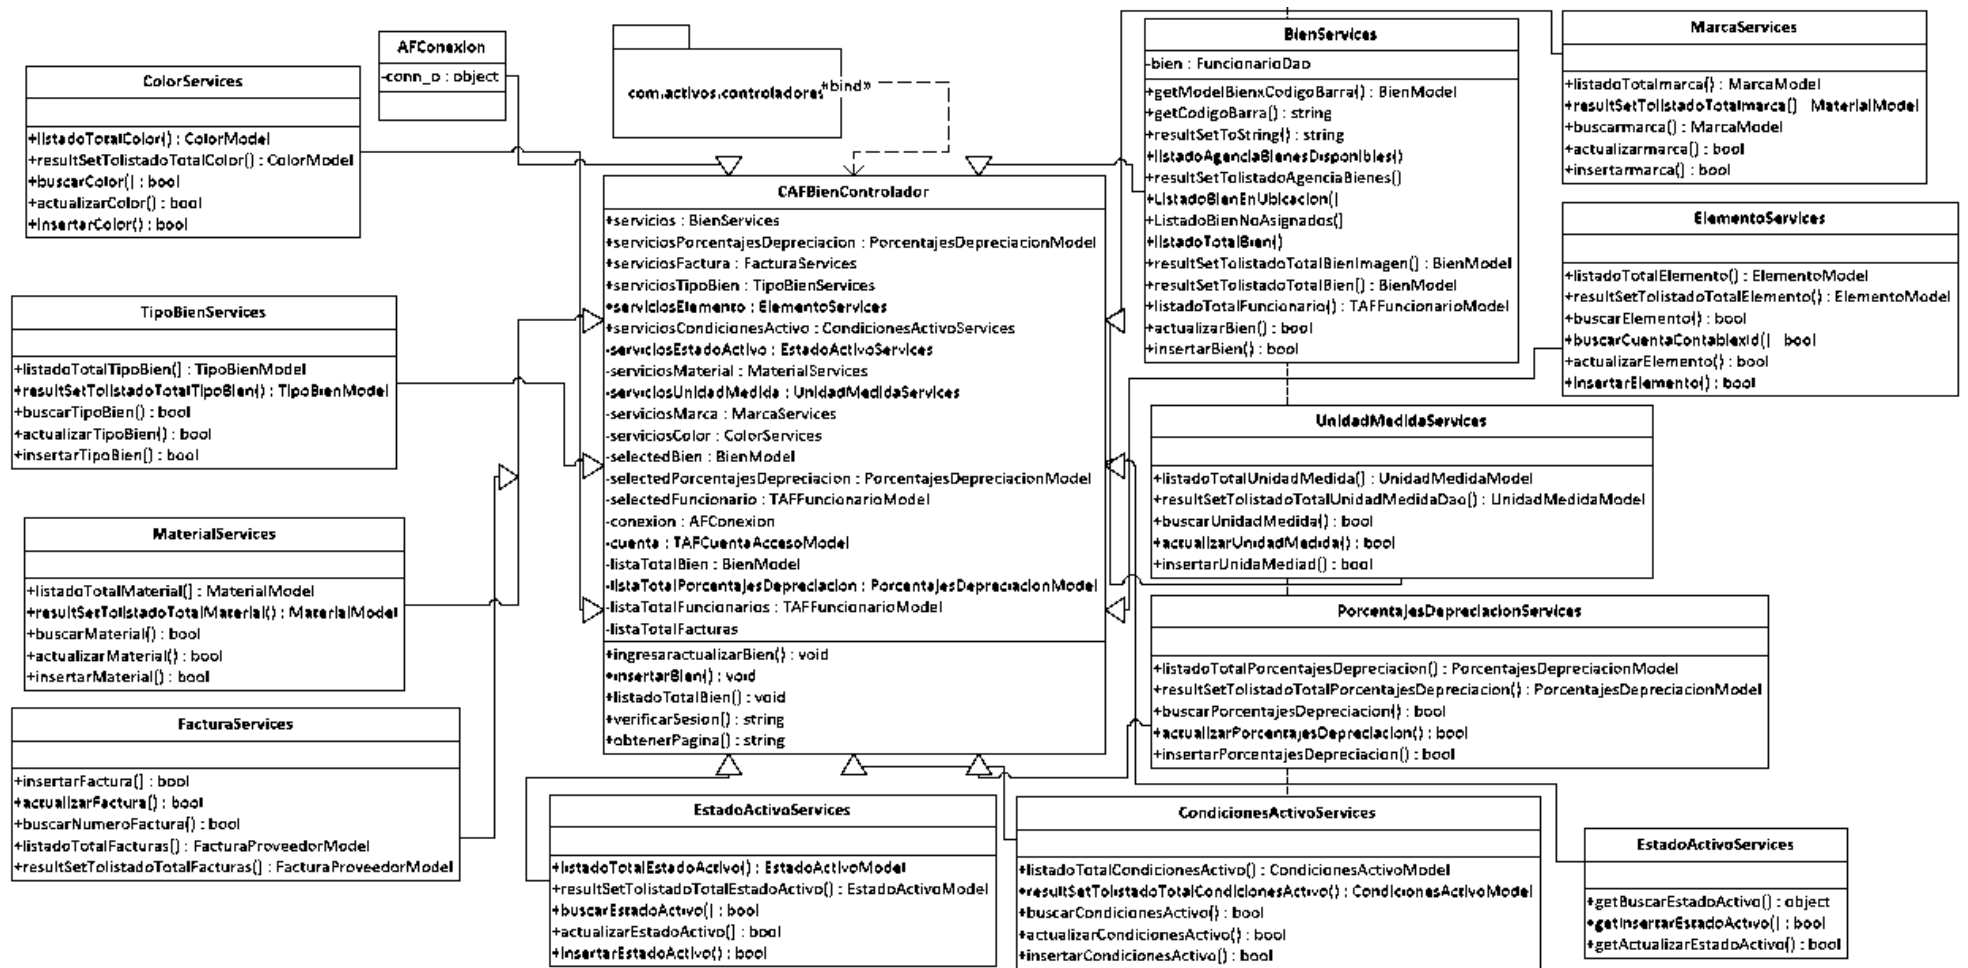 AFConexion
-conn_o : object
ColorServices
+listadoTotalColor() : ColorModel
+resultSetTolistadoTotalColor() : ColorModel
+buscarColor() : bool
+actualizarColor() : bool
+insertarColor() : bool
com.activos.controladores
«bind»
BienServices
-bien : FuncionarioDao
+getModelBienxCodigoBarra() : BienModel
+getCodigoBarra() : string
+resultSetToString() : string
+listadoAgenciaBienesDisponibles()
+resultSetTolistadoAgenciaBienes()
+ListadoBienEnUbicacion()
+ListadoBienNoAsignados()
+listadoTotalBien()
+resultSetTolistadoTotalBienImagen() : BienModel
+resultSetTolistadoTotalBien() : BienModel
+listadoTotalFuncionario() : TAFFuncionarioModel
+actualizarBien() : bool
+insertarBien() : bool
MarcaServices
+listadoTotalmarca() : MarcaModel
+resultSetTolistadoTotalmarca() MaterialModel
+buscarmarca() : MarcaModel
+actualizarmarca() : bool
+insertarmarca() : bool
CAFBienControlador
+servicios : BienServices
+serviciosPorcentajesDepreciacion : PorcentajesDepreciacionModel
+serviciosFactura : FacturaServices
+serviciosTipoBien : TipoBienServices
+serviciosElemento : ElementoServices
+serviciosCondicionesActivo : CondicionesActivoServices
-serviciosEstadoActivo : EstadoActivoServices
-serviciosMaterial : MaterialServices
-serviciosUnidadMedida : UnidadMedidaServices
-serviciosMarca : MarcaServices
-serviciosColor : ColorServices
-selectedBien : BienModel
-selectedPorcentajesDepreciacion : PorcentajesDepreciacionModel
-selectedFuncionario : TAFFuncionarioModel
-conexion : AFConexion
-cuenta : TAFCuentaAccesoModel
-listaTotalBien : BienModel
-listaTotalPorcentajesDepreciacion : PorcentajesDepreciacionModel
-listaTotalFuncionarios : TAFFuncionarioModel
-listaTotalFacturas
+ingresaractualizarBien() : void
+insertarBien() : void
+listadoTotalBien() : void
+verificarSesion() : string
+obtenerPagina() : string
ElementoServices
+listadoTotalElemento() : ElementoModel
+resultSetTolistadoTotalElemento() : ElementoModel
+buscarElemento() : bool
+buscarCuentaContablexId() bool
+actualizarElemento() : bool
+insertarElemento() : bool
TipoBienServices
+listadoTotalTipoBien() : TipoBienModel
+resultSetTolistadoTotalTipoBien() : TipoBienModel
+buscarTipoBien() : bool
+actualizarTipoBien() : bool
+insertarTipoBien() : bool
UnidadMedidaServices
+listadoTotalUnidadMedida() : UnidadMedidaModel
+resultSetTolistadoTotalUnidadMedidaDao() : UnidadMedidaModel
+buscarUnidadMedida() : bool
+actualizarUnidadMedida() : bool
+insertarUnidaMediad() : bool
MaterialServices
+listadoTotalMaterial() : MaterialModel
+resultSetTolistadoTotalMaterial() : MaterialModel
+buscarMaterial() : bool
+actualizarMaterial() : bool
+insertarMaterial() : bool
PorcentajesDepreciacionServices
+listadoTotalPorcentajesDepreciacion() : PorcentajesDepreciacionModel
+resultSetTolistadoTotalPorcentajesDepreciacion() : PorcentajesDepreciacionModel
+buscarPorcentajesDepreciacion() : bool
+actualizarPorcentajesDepreciacion() : bool
+insertarPorcentajesDepreciacion() : bool
FacturaServices
+insertarFactura() : bool
+actualizarFactura() : bool
+buscarNumeroFactura() : bool
+listadoTotalFacturas() : FacturaProveedorModel
+resultSetTolistadoTotalFacturas() : FacturaProveedorModel
EstadoActivoServices
+listadoTotalEstadoActivo() : EstadoActivoModel
+resultSetTolistadoTotalEstadoActivo() : EstadoActivoModel
+buscarEstadoActivo() : bool
+actualizarEstadoActivo() : bool
+insertarEstadoActivo() : bool
CondicionesActivoServices
+listadoTotalCondicionesActivo() : CondicionesActivoModel
+resultSetTolistadoTotalCondicionesActivo() : CondicionesActivoModel
+buscarCondicionesActivo() : bool
+actualizarCondicionesActivo() : bool
+insertarCondicionesActivo() : bool
EstadoActivoServices
+getBuscarEstadoActivo() : object
+getInsertarEstadoActivo() : bool
+getActualizarEstadoActivo() : bool